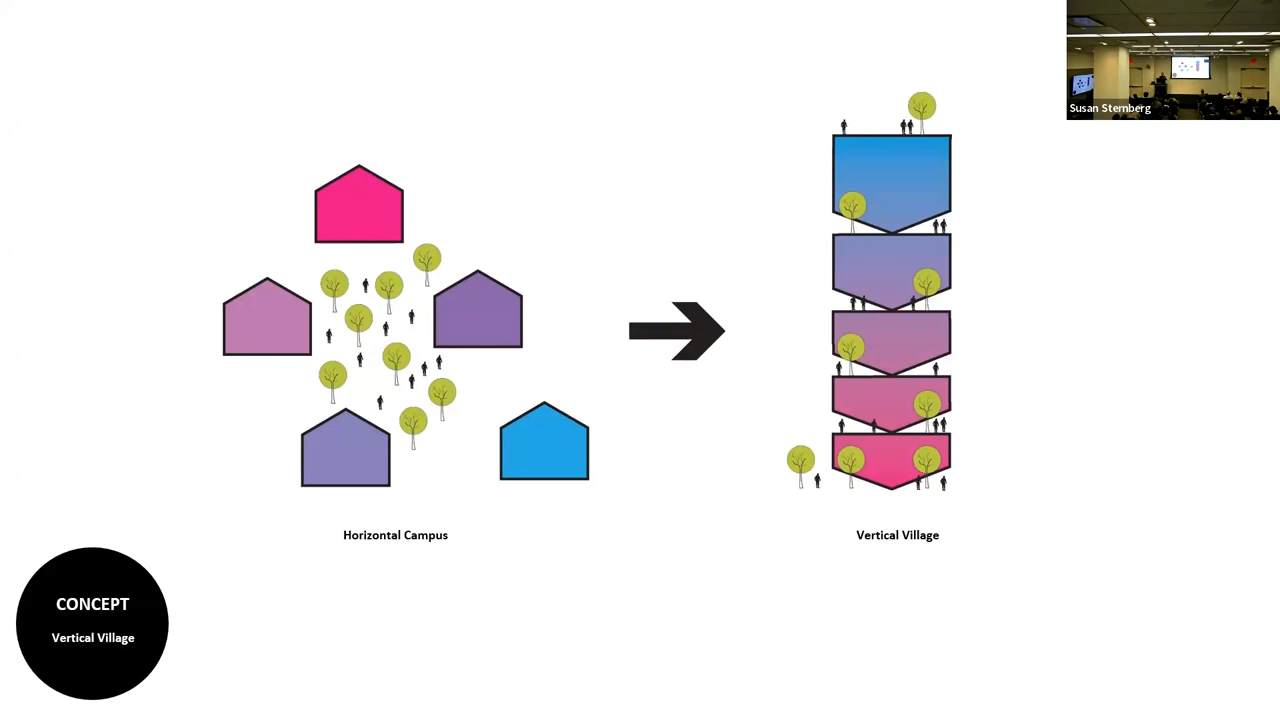 Susan Sternberg
Horizontal Campus
Vertical Village
CONCEPT
Vertical Village